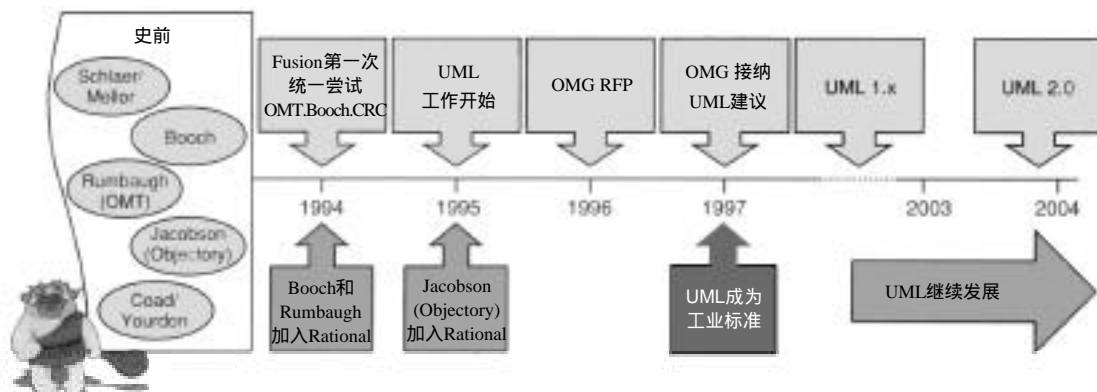 史前
Schlaer/
Mellor
Booch
Rumbaugh
(OMT)
Jacobson
(Objectory)
Coad/
Yourdon
Fusion第一次
统一尝试
OMT.Booch.CRC
UML
工作开始
OMG RFP
OMG 接纳
UML建议
UML 1.x
UML 2.0
1994
1995
1996
1997
2003
2004
Booch和
Rumbaugh
加入Rational
Jacobson
(Objectory)
加入Rational
UML成为
工业标准
UML继续发展